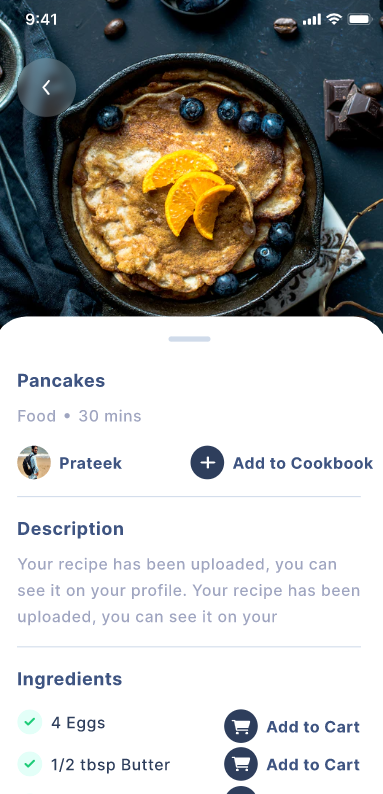 9:41
Pancakes
Food • 30 mins
Prateek
Add to Cookbook
Description
Your recipe has been uploaded, you can
see it on your profile. Your recipe has been
uploaded, you can see it on your
Ingredients
4 Eggs
Add to Cart
1/2 tbsp Butter
Add to Cart